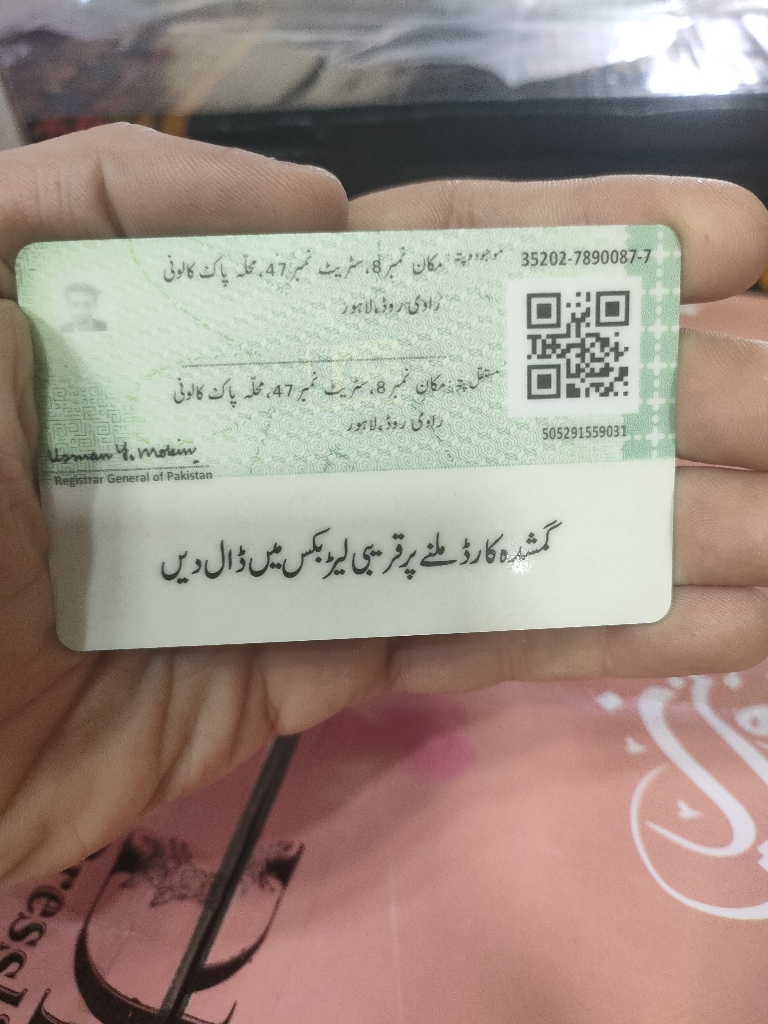 موجودہ پتہ: مکان نمبر 8، سٹریٹ نمبر 47، محلہ پاک کالونی
راوی روڈ، لاہور
35202-7890087-7
مستقل پتہ: مکان نمبر 8، سٹریٹ نمبر 47، محلہ پاک کالونی
راوی روڈ، لاہور
505291559031
Usman Y. Mobin
Registrar General of Pakistan
گمشدہ کارڈ ملنے پر قریبی لیٹر بکس میں ڈال دیں